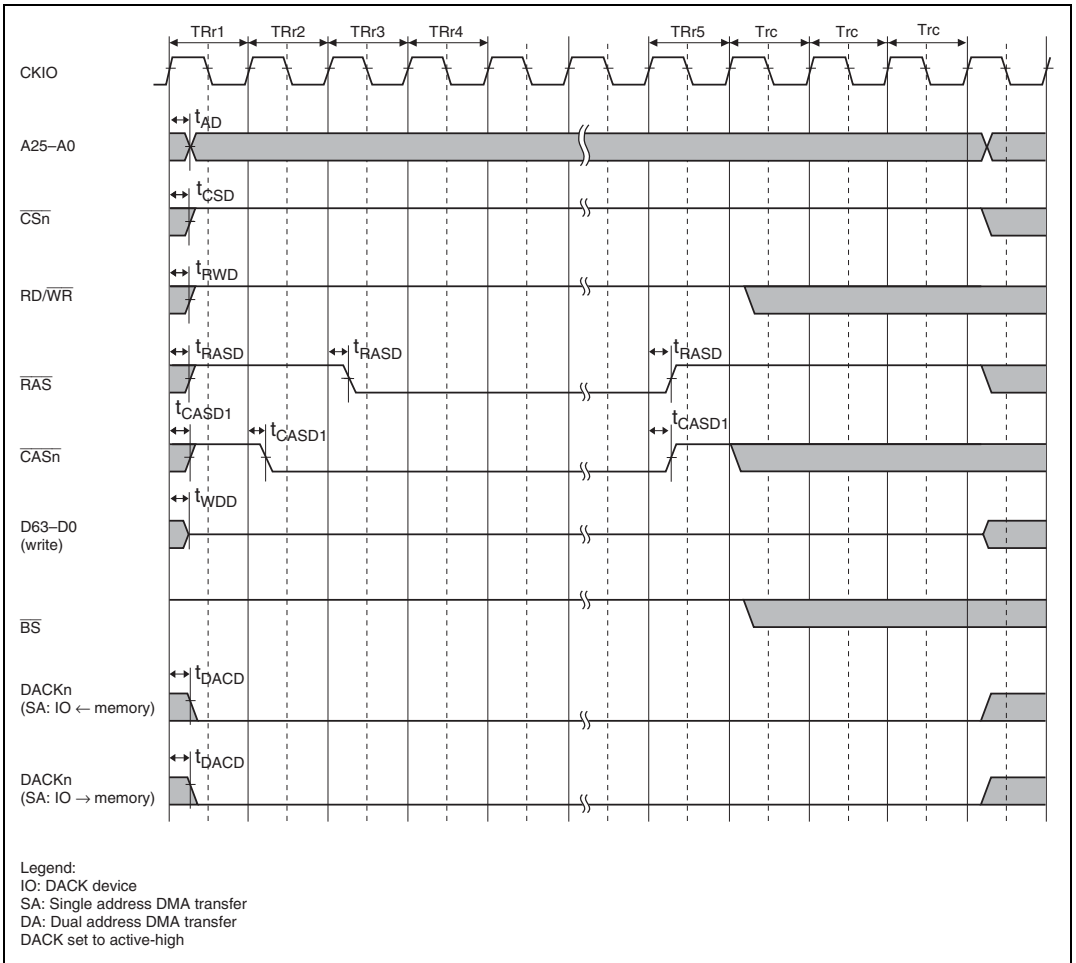 TRr1 TRr2 TRr3 TRr4 TRr5 Trc Trc Trc
CKIO
tAD
A25–A0
tCSD
CSn
tRWD
RD/WR
tRASD tRASD tRASD
RAS
tCASD1 tCASD1 tCASD1
CASn
tWDD
D63–D0
(write)
BS
tDACD
DACKn
(SA: IO ← memory)
tDACD
DACKn
(SA: IO → memory)
Legend:
IO: DACK device
SA: Single address DMA transfer
DA: Dual address DMA transfer
DACK set to active-high